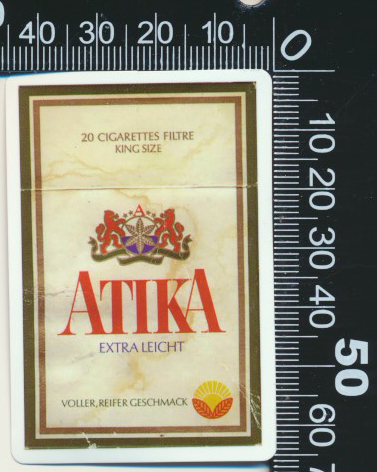 40 30 20 10 0
20 CIGARETTES FILTRE
KING SIZE
A
ATIKA
EXTRA LEICHT
VOLLER, REIFER GESCHMACK
10 20 30 40 50 60